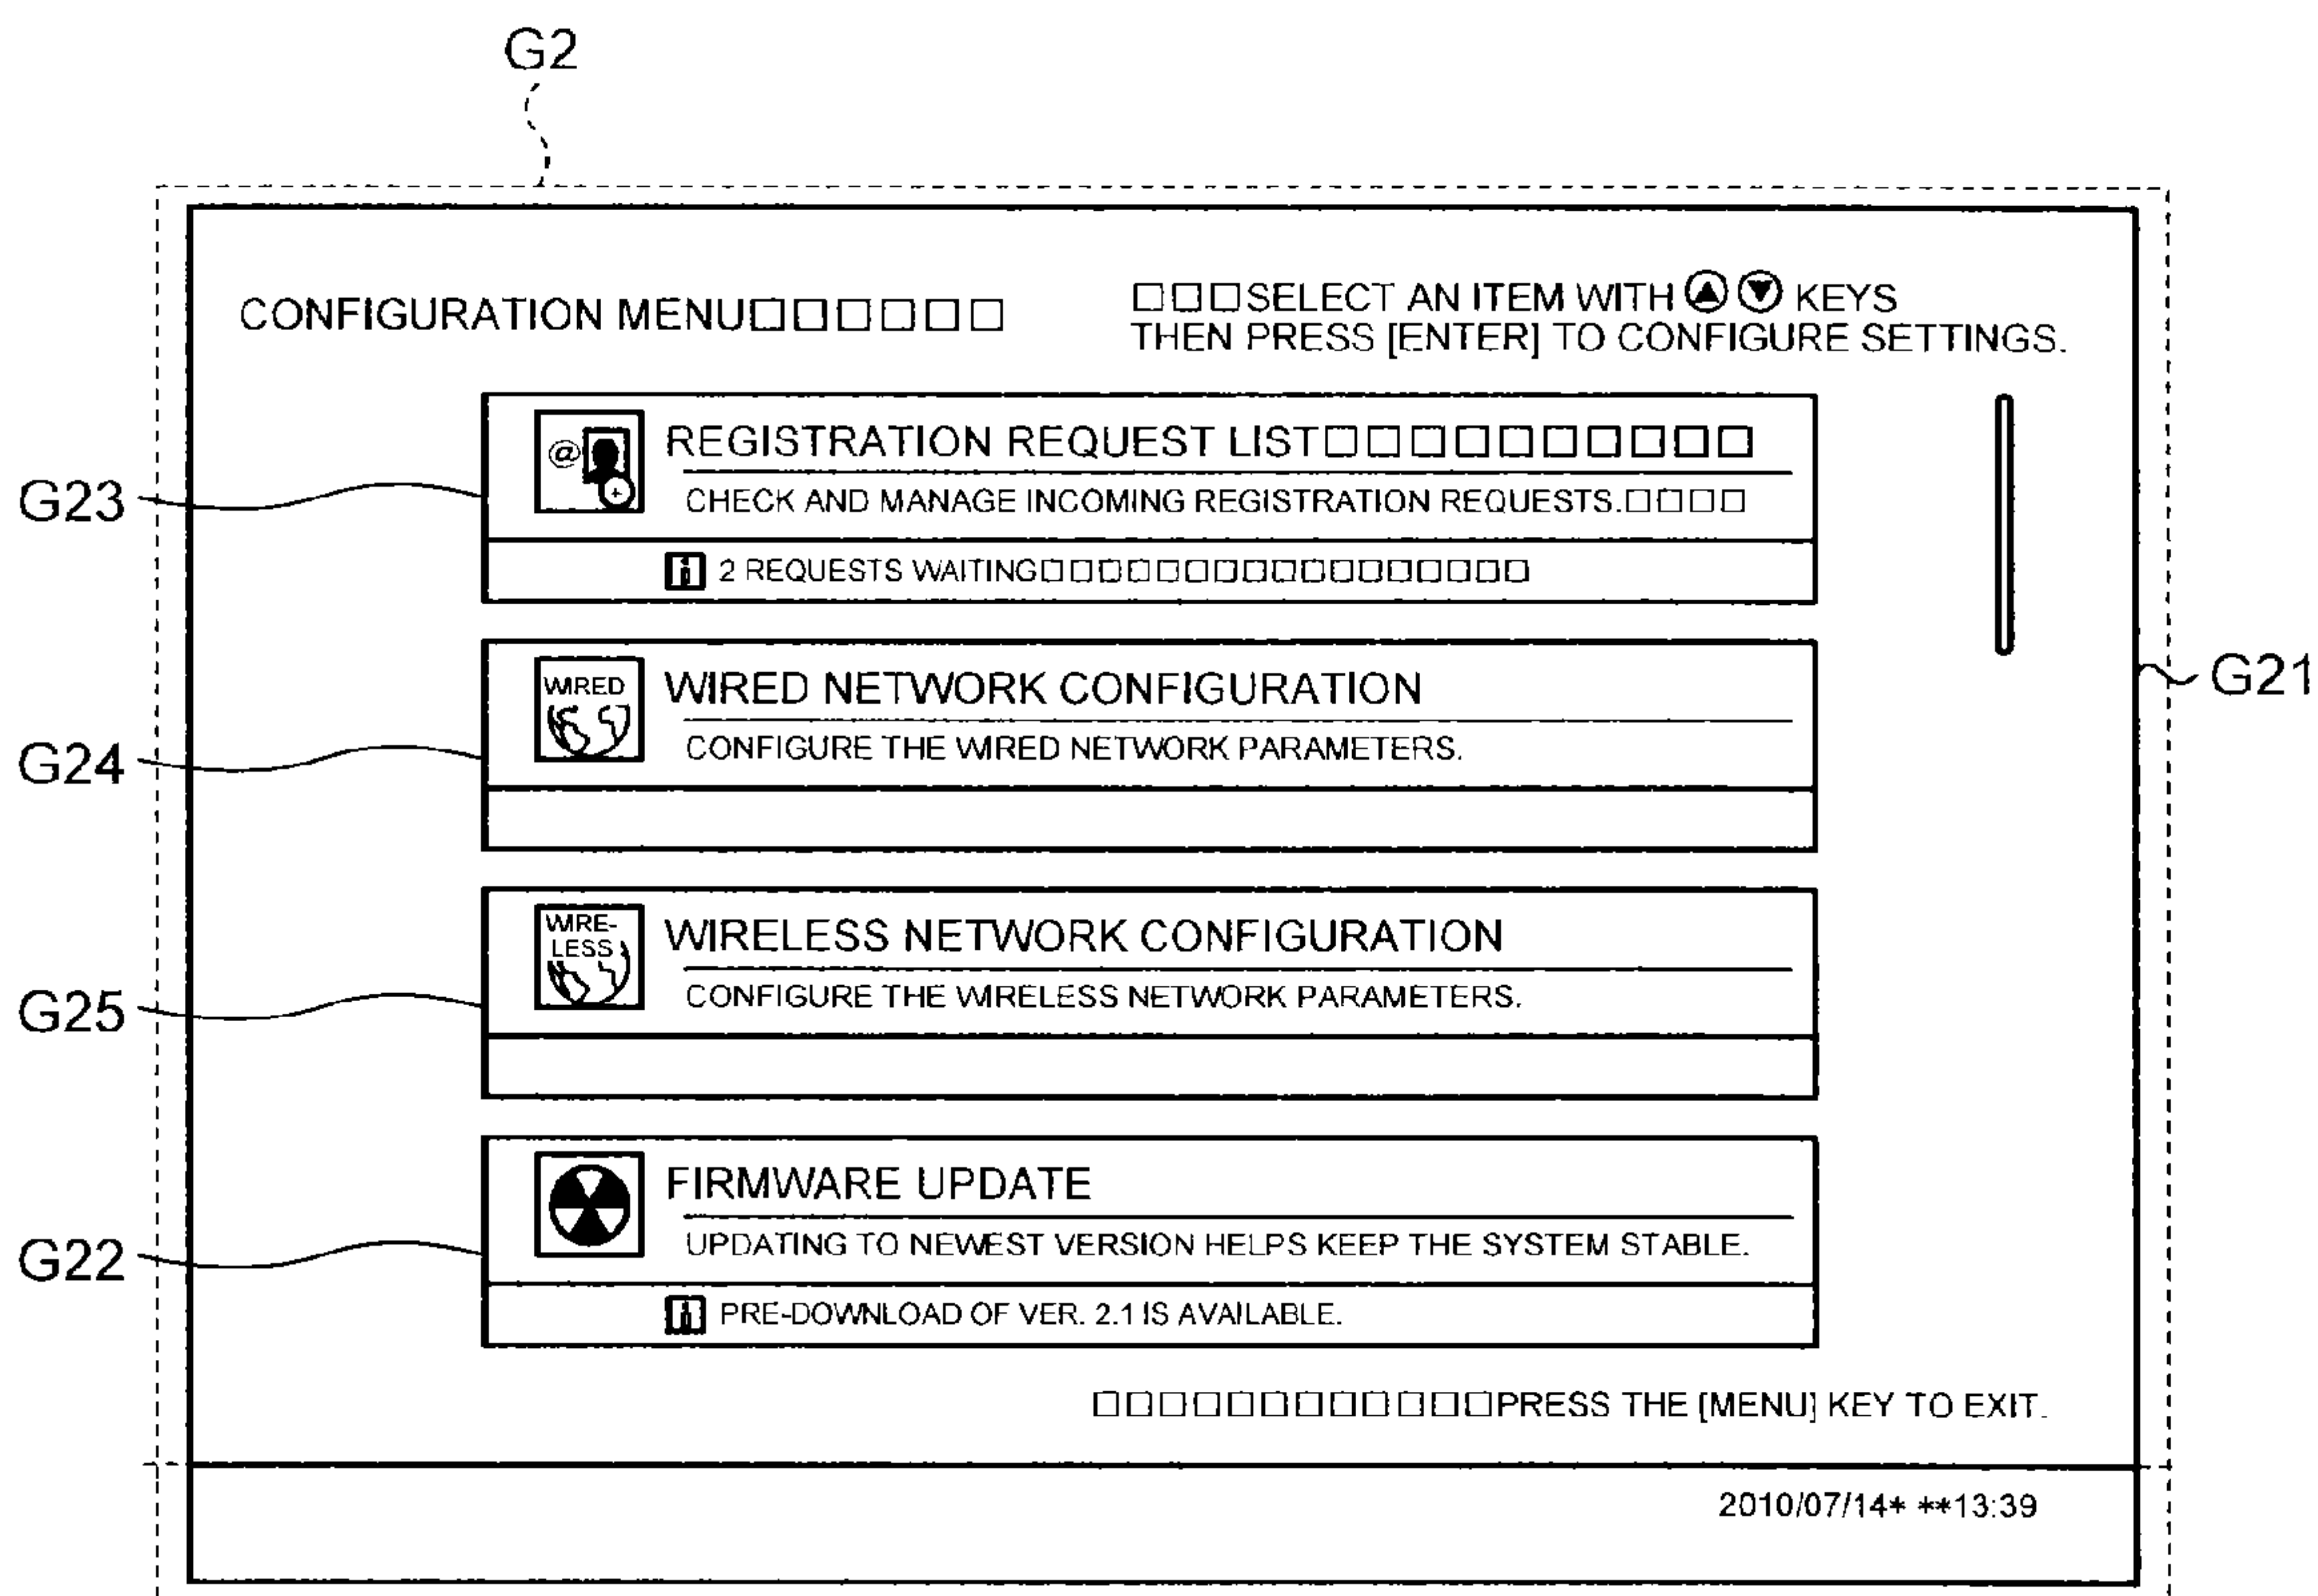 G2
CONFIGURATION MENU□□□□□□
□□□SELECT AN ITEM WITH ▲ ▼ KEYS
THEN PRESS [ENTER] TO CONFIGURE SETTINGS.
G23
@
REGISTRATION REQUEST LIST□□□□□□□□□□
CHECK AND MANAGE INCOMING REGISTRATION REQUESTS.□□□□
i 2 REQUESTS WAITING□□□□□□□□□□□□□□□□□
G21
G24
WIRED
WIRED NETWORK CONFIGURATION
CONFIGURE THE WIRED NETWORK PARAMETERS.
G25
WIRE-
LESS
WIRELESS NETWORK CONFIGURATION
CONFIGURE THE WIRELESS NETWORK PARAMETERS.
G22
FIRMWARE UPDATE
UPDATING TO NEWEST VERSION HELPS KEEP THE SYSTEM STABLE.
i PRE-DOWNLOAD OF VER. 2.1 IS AVAILABLE.
□□□□□□□□□□□□PRESS THE [MENU] KEY TO EXIT.
2010/07/14* **13:39